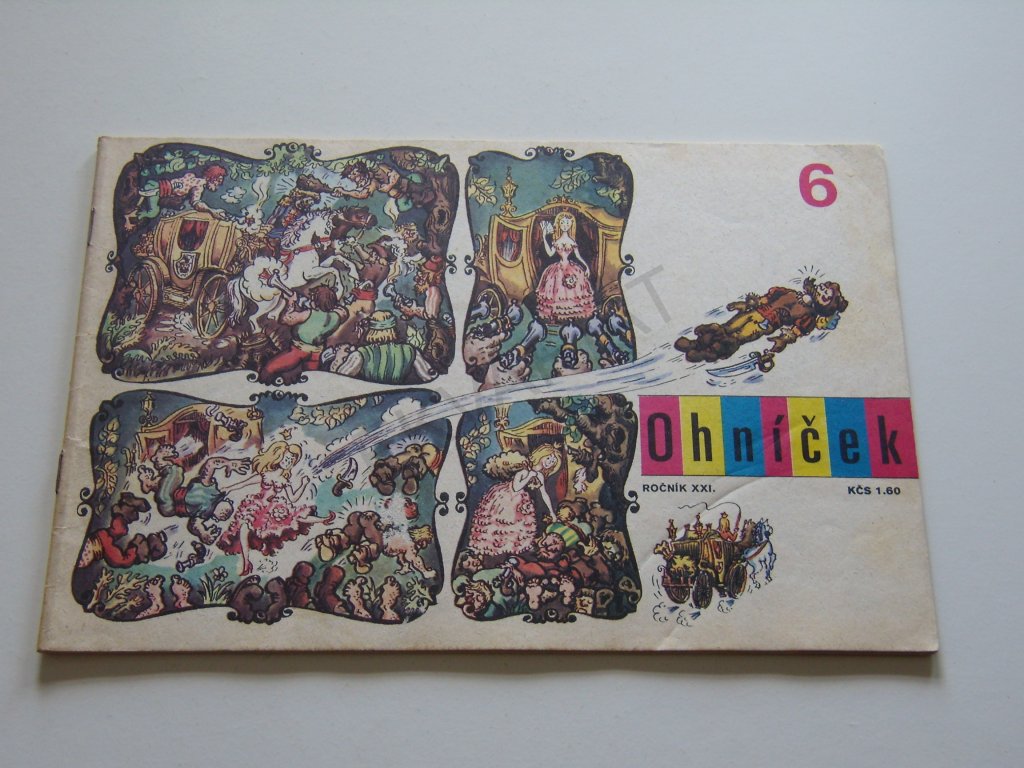 6
Ohníček
ROČNÍK XXI.
KČS 1.60